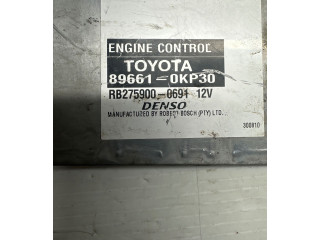 ENGINE CONTROL
TOYOTA
89661-0KP30
RB275900-0691 12V
DENSO
MANUFACTURED BY ROBERT BOSCH (PTY) LTD..
300810